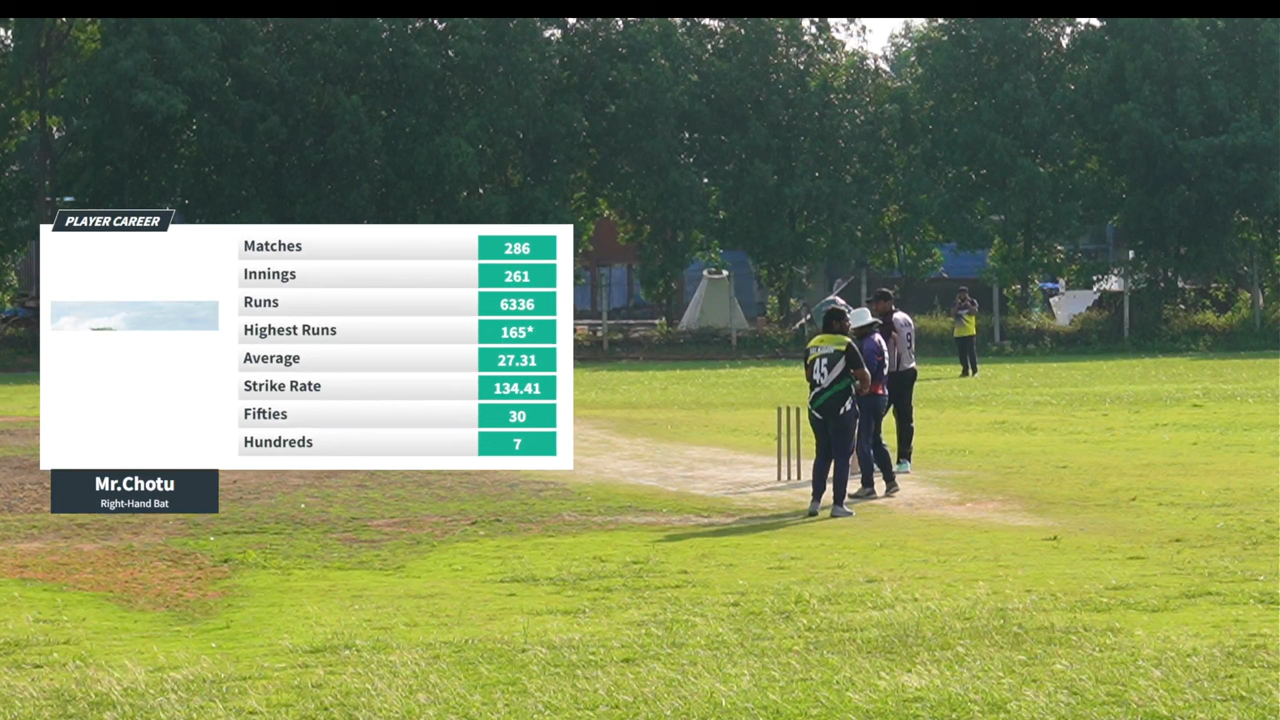 PLAYER CAREER
Matches 286
Innings 261
Runs 6336
Highest Runs 165*
Average 27.31
Strike Rate 134.41
Fifties 30
Hundreds 7
Mr.Chotu
Right-Hand Bat
45
9